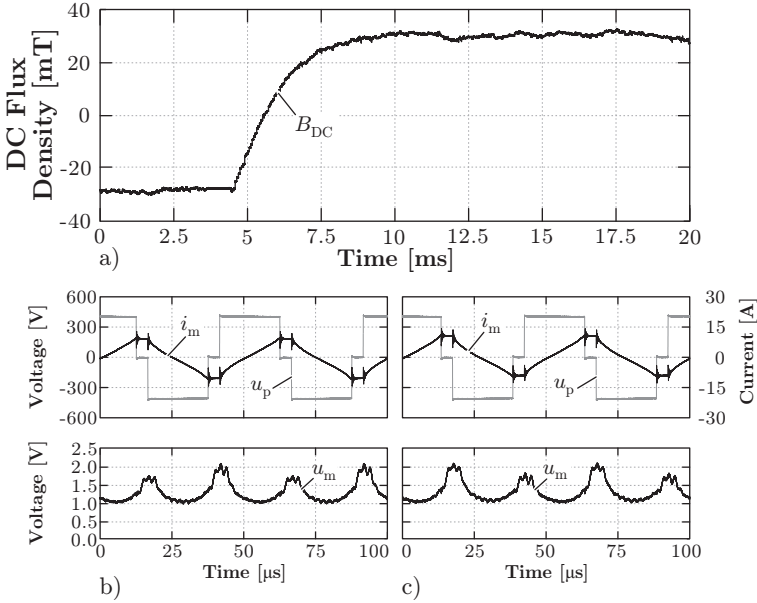 40
20
0
-20
-40
DC Flux
Density [mT]
B_DC
0 2.5 5 7.5 10 12.5 15 17.5 20
a) Time [ms]
600
300
0
-300
-600
Voltage [V]
i_m
u_p
i_m
u_p
30
15
0
-15
-30
Current [A]
2.5
2.0
1.5
1.0
0.5
0.0
Voltage [V]
u_m
u_m
0 25 50 75 100 0 25 50 75 100
Time [µs] Time [µs]
b) c)